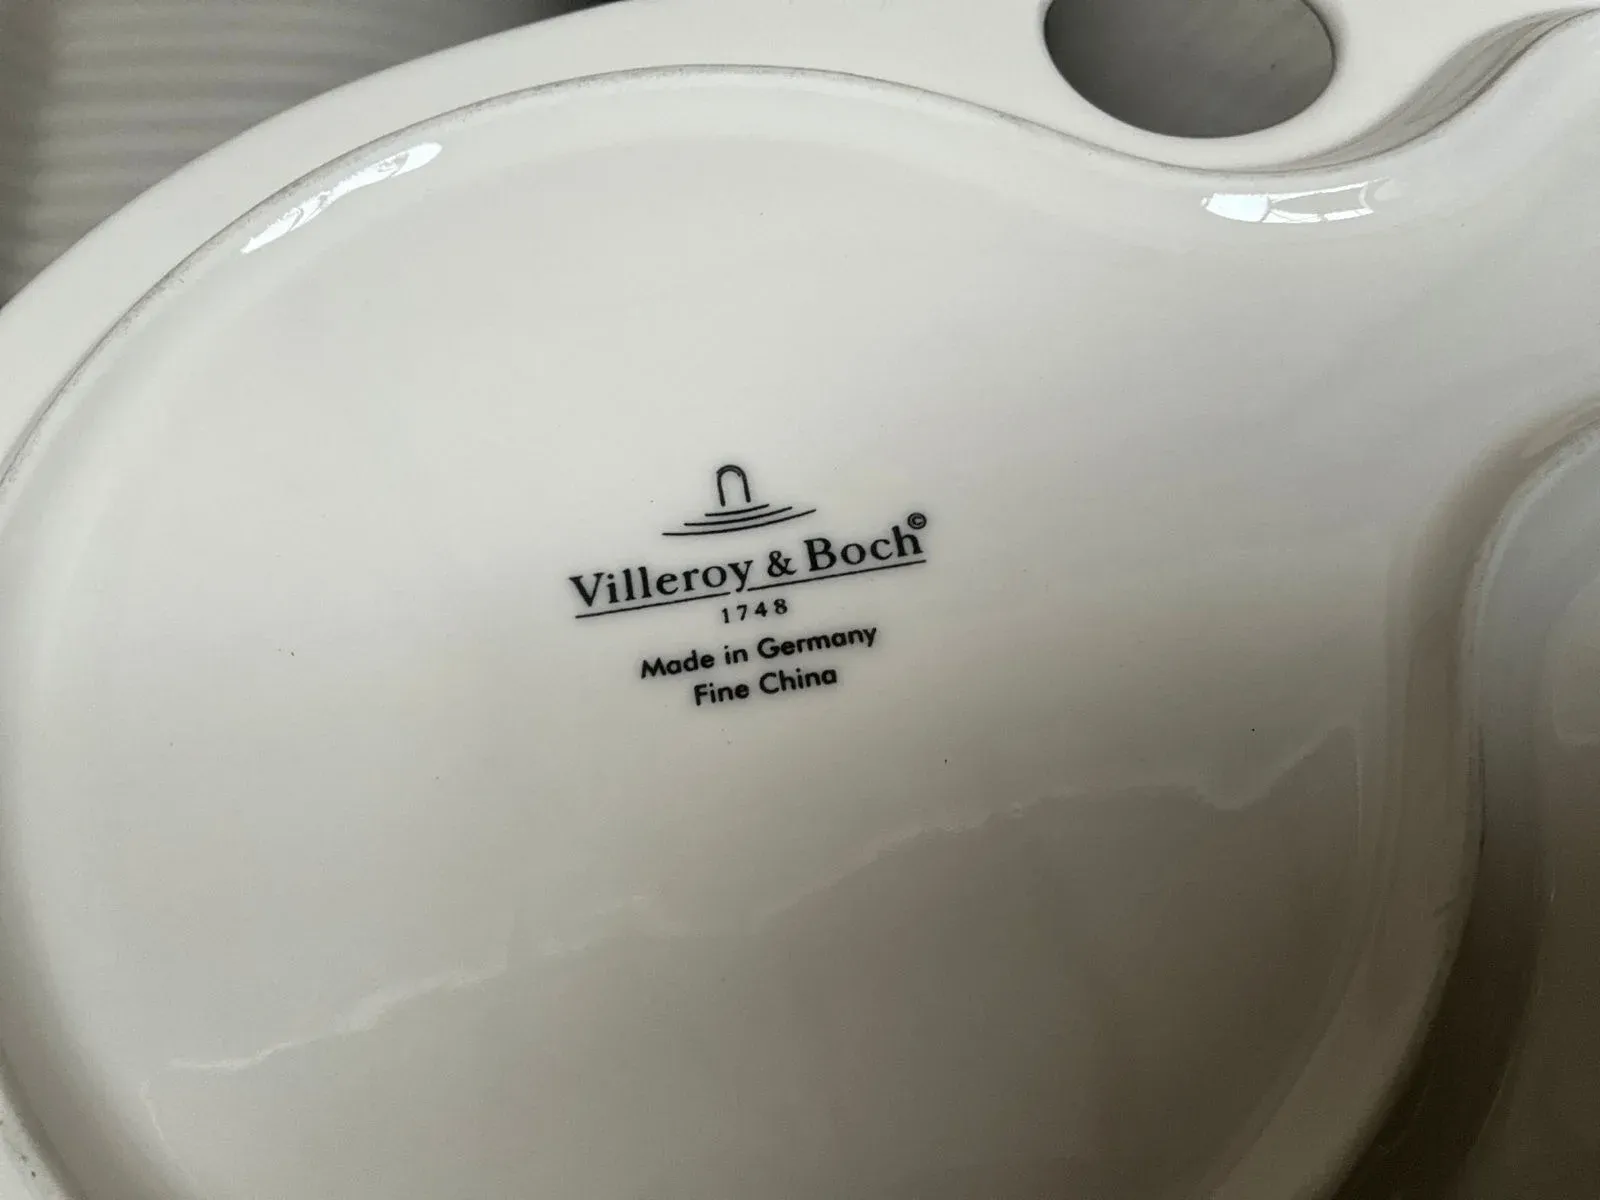 Villeroy & Boch©
1748
Made in Germany
Fine China